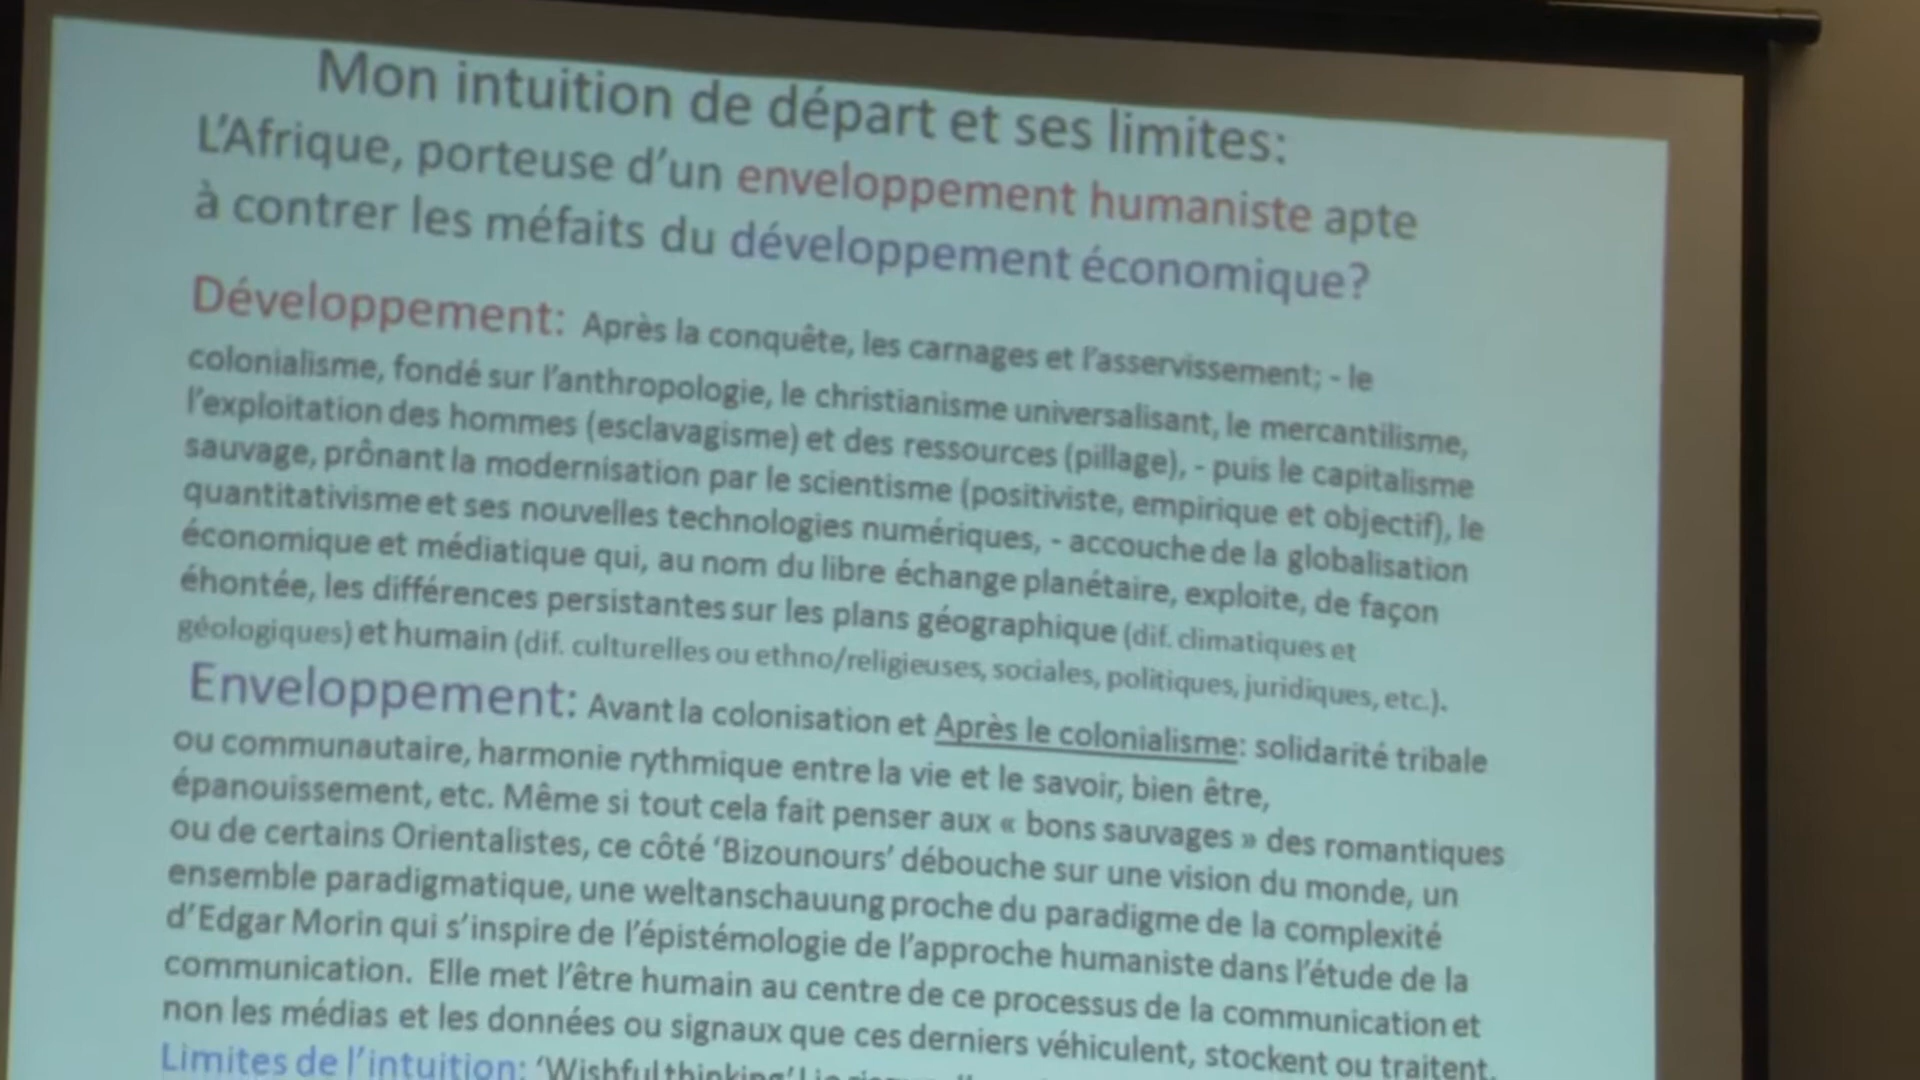 Mon intuition de départ et ses limites:
L'Afrique, porteuse d'un enveloppement humaniste apte
à contrer les méfaits du développement économique?
Développement: Après la conquête, les carnages et l'asservissement; - le
colonialisme, fondé sur l'anthropologie, le christianisme universalisant, le mercantilisme,
l'exploitation des hommes (esclavagisme) et des ressources (pillage), - puis le capitalisme
sauvage, prônant la modernisation par le scientisme (positiviste, empirique et objectif), le
quantitativisme et ses nouvelles technologies numériques, - accouche de la globalisation
économique et médiatique qui, au nom du libre échange planétaire, exploite, de façon
éhontée, les différences persistantes sur les plans géographique (dif. climatiques et
géologiques) et humain (dif. culturelles ou ethno/religieuses, sociales, politiques, juridiques, etc.).
Enveloppement: Avant la colonisation et Après le colonialisme: solidarité tribale
ou communautaire, harmonie rythmique entre la vie et le savoir, bien être,
épanouissement, etc. Même si tout cela fait penser aux « bons sauvages » des romantiques
ou de certains Orientalistes, ce côté 'Bizounours' débouche sur une vision du monde, un
ensemble paradigmatique, une weltanschauung proche du paradigme de la complexité
d'Edgar Morin qui s'inspire de l'épistémologie de l'approche humaniste dans l'étude de la
communication. Elle met l'être humain au centre de ce processus de la communication et
non les médias et les données ou signaux que ces derniers véhiculent, stockent ou traitent.
Limites de l'intuition: 'Wishful thinking'!